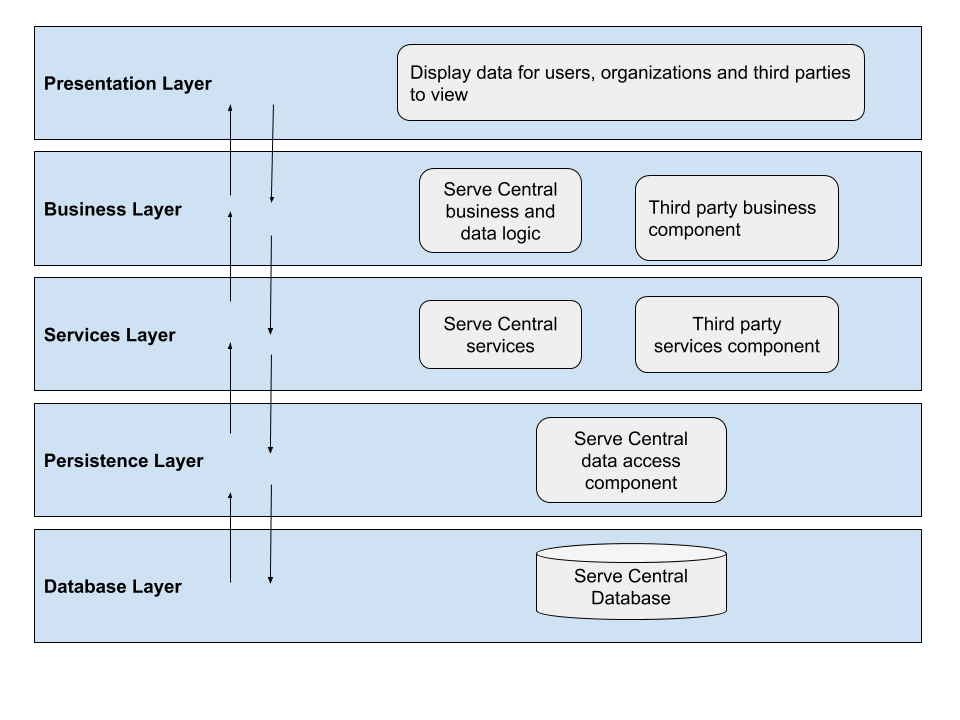 Presentation Layer
Display data for users, organizations and third parties
to view
Business Layer
Serve Central
business and
data logic
Third party business
component
Services Layer
Serve Central
services
Third party
services component
Persistence Layer
Serve Central
data access
component
Database Layer
Serve Central
Database